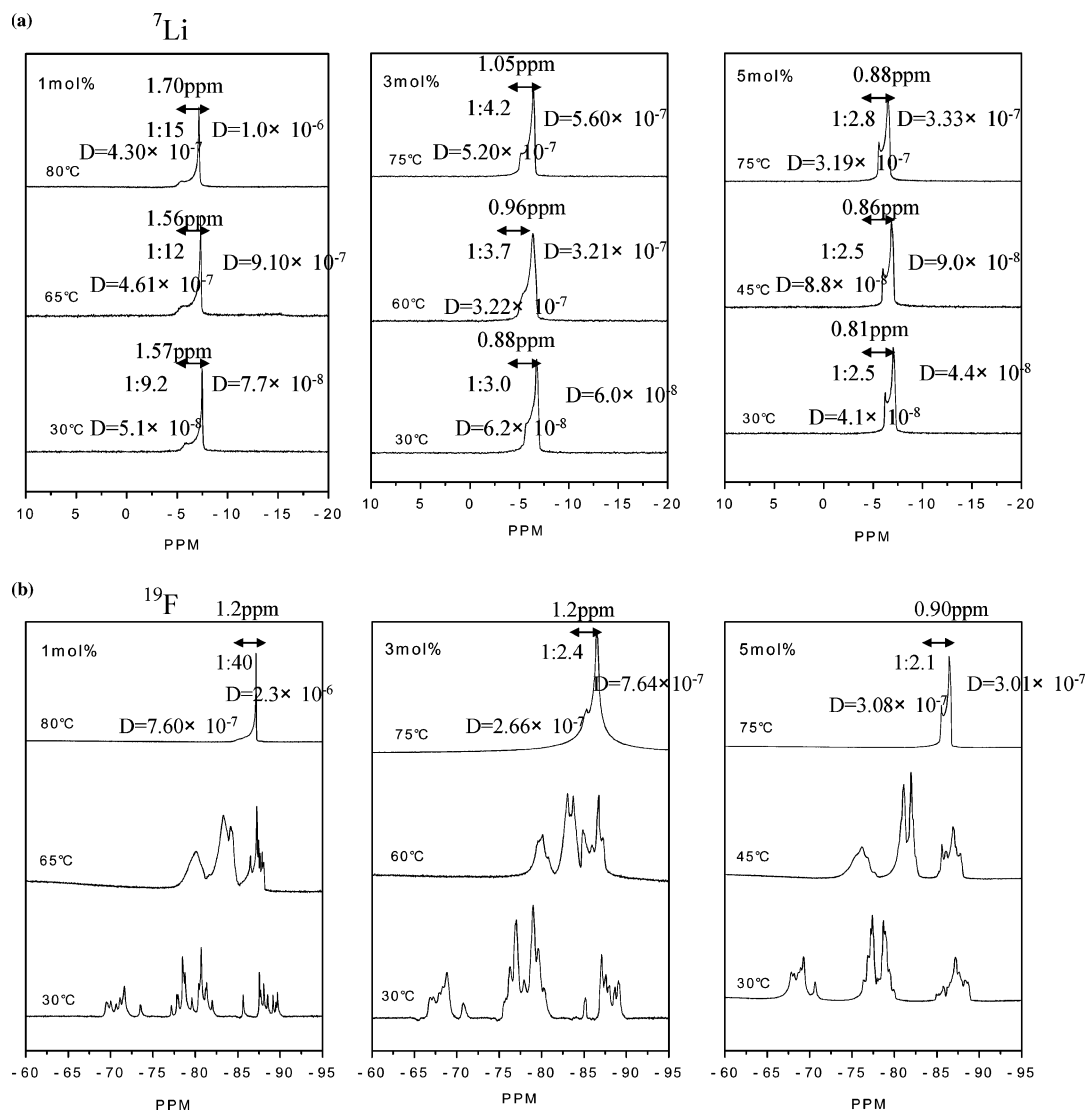 (a)
⁷Li
1mol%
1.70ppm
1:15
D=1.0× 10⁻⁶
D=4.30× 10⁻⁷
80℃
1.56ppm
1:12
D=9.10× 10⁻⁷
D=4.61× 10⁻⁷
65℃
1.57ppm
1:9.2
D=7.7× 10⁻⁸
30℃
D=5.1× 10⁻⁸
10 5 0 -5 -10 -15 -20
PPM
3mol%
1.05ppm
1:4.2
D=5.60× 10⁻⁷
75℃
D=5.20× 10⁻⁷
0.96ppm
1:3.7
D=3.21× 10⁻⁷
60℃
D=3.22× 10⁻⁷
0.88ppm
1:3.0
D=6.0× 10⁻⁸
30℃
D=6.2× 10⁻⁸
10 5 0 -5 -10 -15 -20
PPM
5mol%
0.88ppm
1:2.8
D=3.33× 10⁻⁷
75℃
D=3.19× 10⁻⁷
0.86ppm
1:2.5
D=9.0× 10⁻⁸
45℃
D=8.8× 10⁻⁸
0.81ppm
1:2.5
D=4.4× 10⁻⁸
30℃
D=4.1× 10⁻⁸
10 5 0 -5 -10 -15 -20
PPM
(b)
¹⁹F
1mol%
1.2ppm
1:40
D=2.3× 10⁻⁶
D=7.60× 10⁻⁷
80℃
65℃
30℃
-60 -65 -70 -75 -80 -85 -90 -95
PPM
3mol%
1.2ppm
1:2.4
D=7.64×10⁻⁷
D=2.66× 10⁻⁷
75℃
60℃
30℃
-60 -65 -70 -75 -80 -85 -90 -95
PPM
5mol%
0.90ppm
1:2.1
D=3.08× 10⁻⁷
D=3.01× 10⁻⁷
75℃
45℃
30℃
-60 -65 -70 -75 -80 -85 -90 -95
PPM